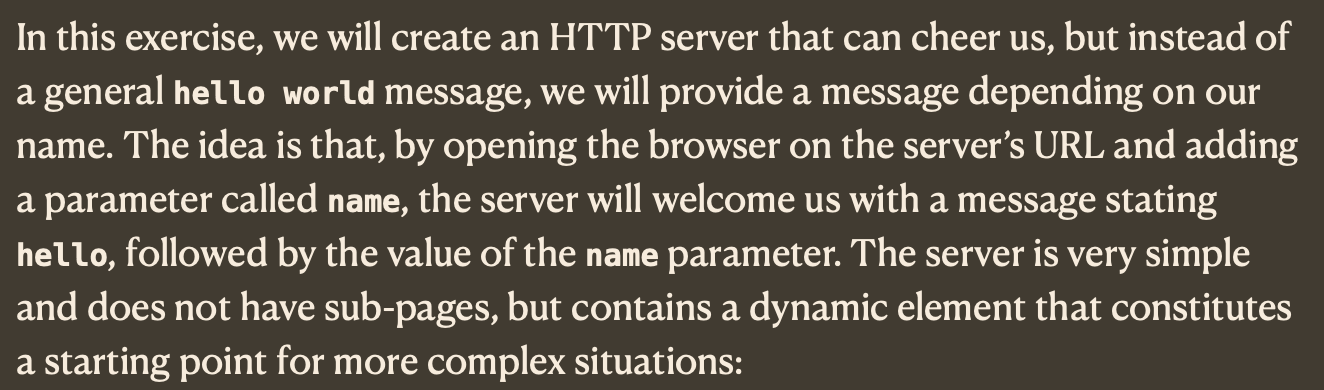 In this exercise, we will create an HTTP server that can cheer us, but instead of
a general hello world message, we will provide a message depending on our
name. The idea is that, by opening the browser on the server’s URL and adding
a parameter called name, the server will welcome us with a message stating
hello, followed by the value of the name parameter. The server is very simple
and does not have sub-pages, but contains a dynamic element that constitutes
a starting point for more complex situations: